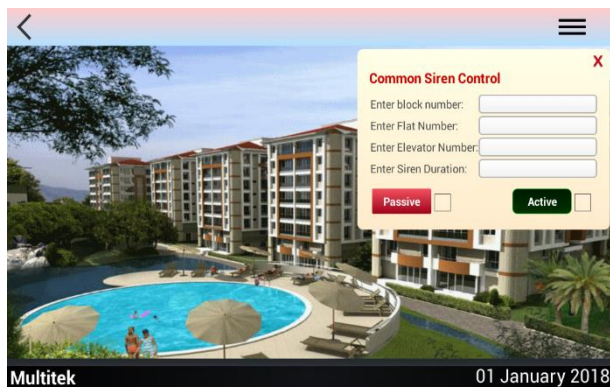 X
Common Siren Control
Enter block number:
Enter Flat Number:
Enter Elevator Number:
Enter Siren Duration:
Passive Active
Multitek 01 January 2018